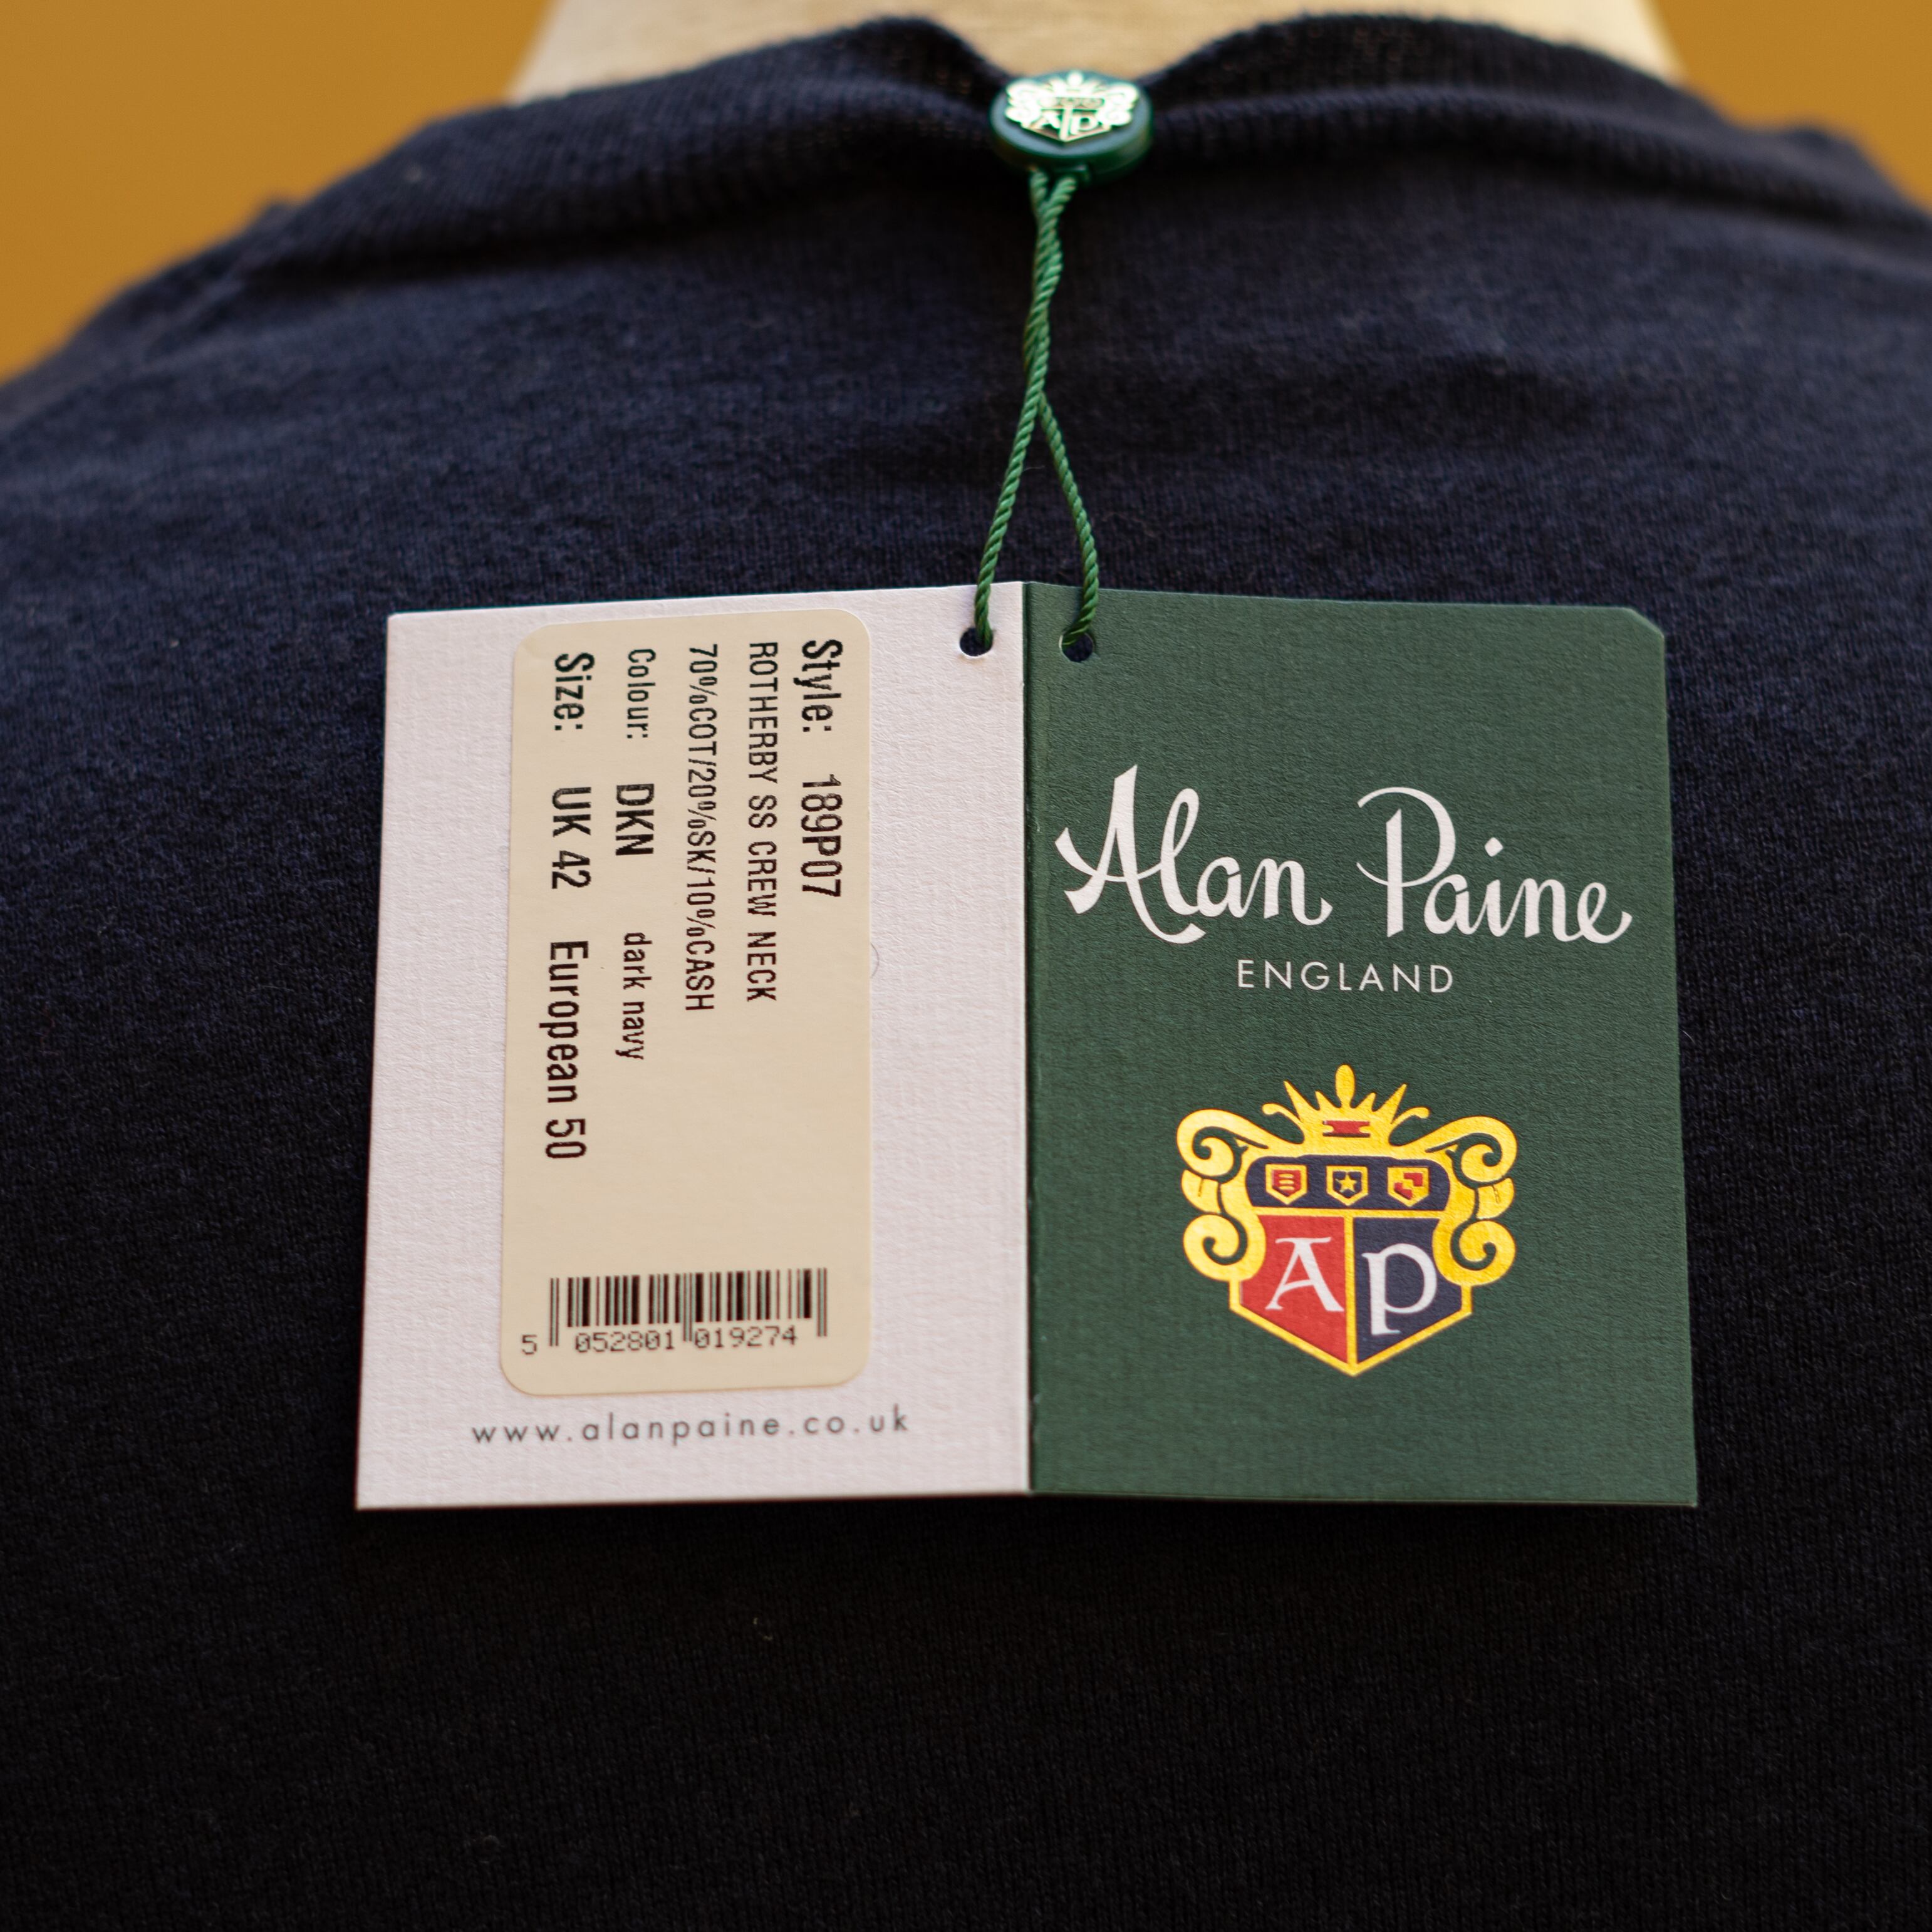 Style: 189P07
ROTHERBY SS CREW NECK
70%COT/20%SK/10%CASH
Colour: DKN dark navy
Size: UK 42 European 50
5 052801 019274
www.alanpaine.co.uk
Alan Paine
ENGLAND
AP
AP